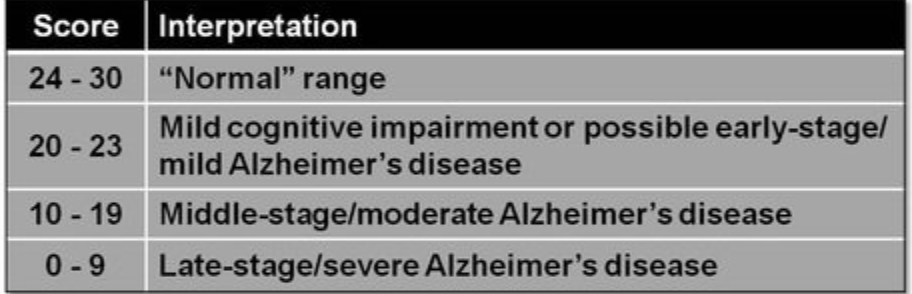 Score Interpretation
24 - 30 “Normal” range
20 - 23 Mild cognitive impairment or possible early-stage/
mild Alzheimer’s disease
10 - 19 Middle-stage/moderate Alzheimer’s disease
0 - 9 Late-stage/severe Alzheimer’s disease